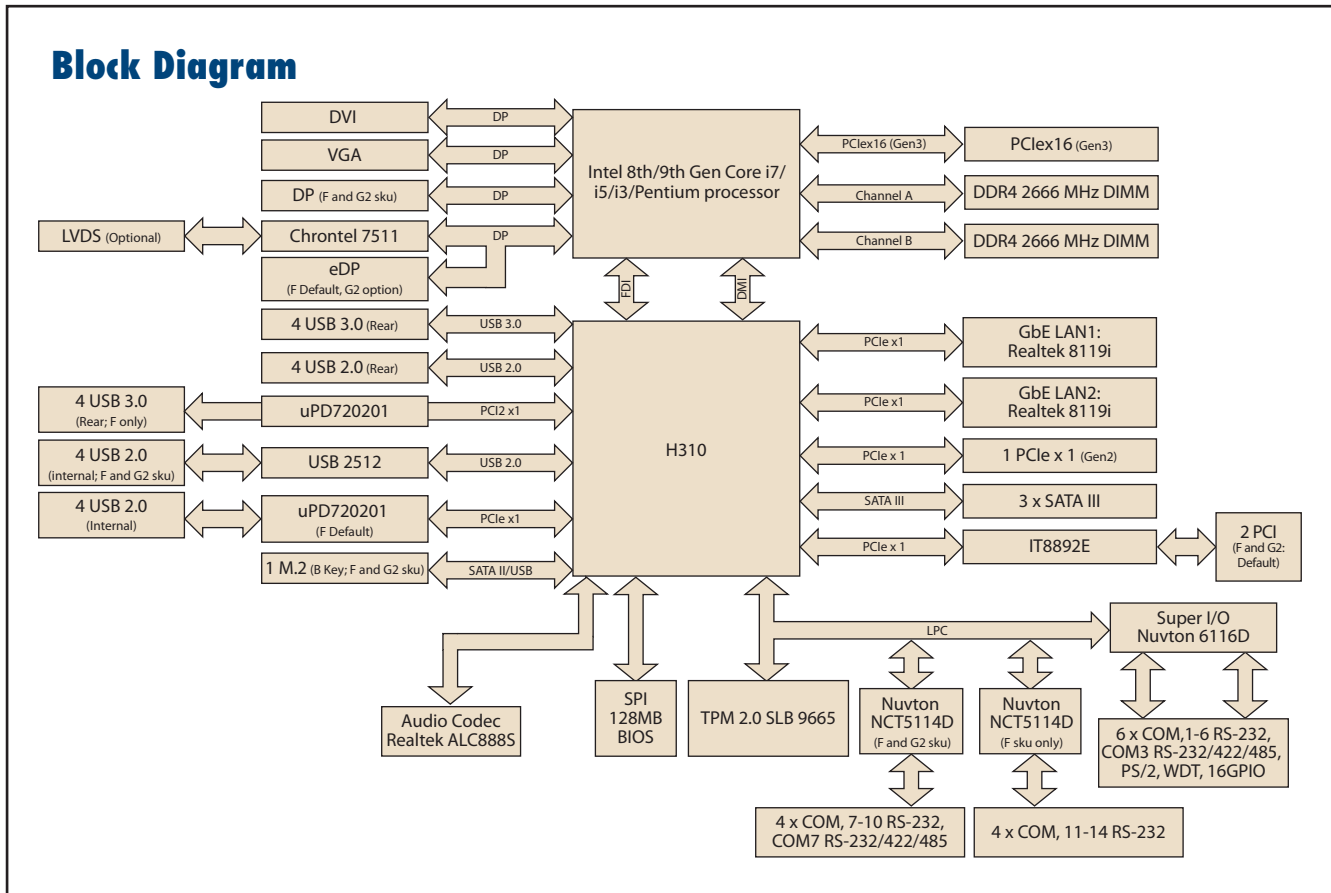 Block Diagram
DVI
DP
VGA
DP
DP (F and G2 sku)
DP
LVDS (Optional)
Chrontel 7511
DP
eDP
(F Default, G2 option)
Intel 8th/9th Gen Core i7/
i5/i3/Pentium processor
PCIex16 (Gen3)
PCIex16 (Gen3)
Channel A
DDR4 2666 MHz DIMM
Channel B
DDR4 2666 MHz DIMM
FDI
DMI
4 USB 3.0 (Rear)
USB 3.0
4 USB 2.0 (Rear)
USB 2.0
4 USB 3.0
(Rear; F only)
uPD720201
PCI2 x1
4 USB 2.0
(internal; F and G2 sku)
USB 2512
USB 2.0
4 USB 2.0
(Internal)
uPD720201
(F Default)
PCIe x1
1 M.2 (B Key; F and G2 sku)
SATA II/USB
H310
PCIe x1
GbE LAN1:
Realtek 8119i
PCIe x1
GbE LAN2:
Realtek 8119i
PCIe x 1
1 PCIe x 1 (Gen2)
SATA III
3 x SATA III
PCIe x 1
IT8892E
2 PCI
(F and G2:
Default)
LPC
Super I/O
Nuvton 6116D
Audio Codec
Realtek ALC888S
SPI
128MB
BIOS
TPM 2.0 SLB 9665
Nuvton
NCT5114D
(F and G2 sku)
Nuvton
NCT5114D
(F sku only)
6 x COM,1-6 RS-232,
COM3 RS-232/422/485,
PS/2, WDT, 16GPIO
4 x COM, 7-10 RS-232,
COM7 RS-232/422/485
4 x COM, 11-14 RS-232